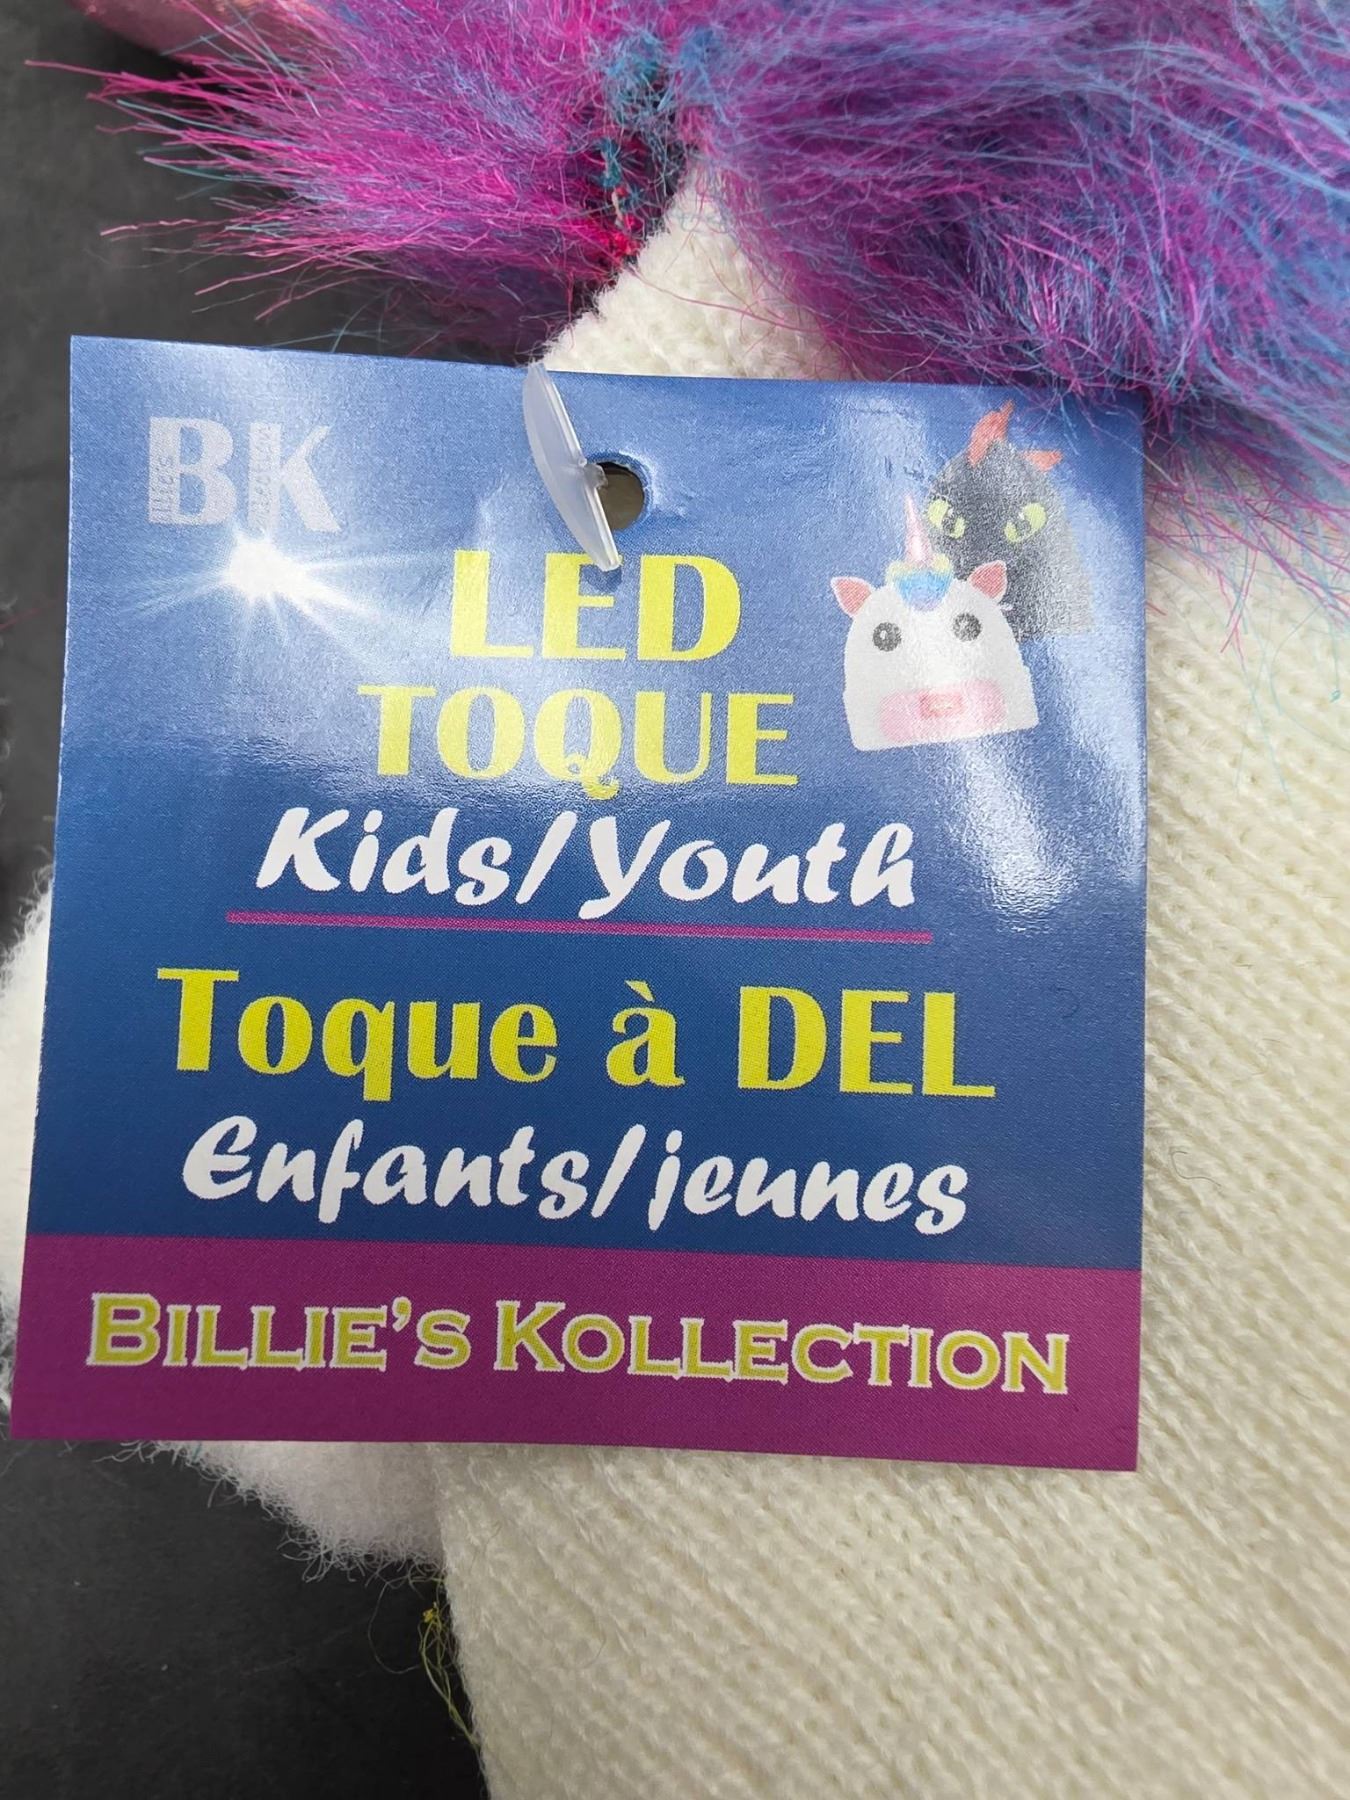 BK
LED
TOQUE
Kids/Youth
Toque à DEL
Enfants/jeunes
BILLIE'S KOLLECTION